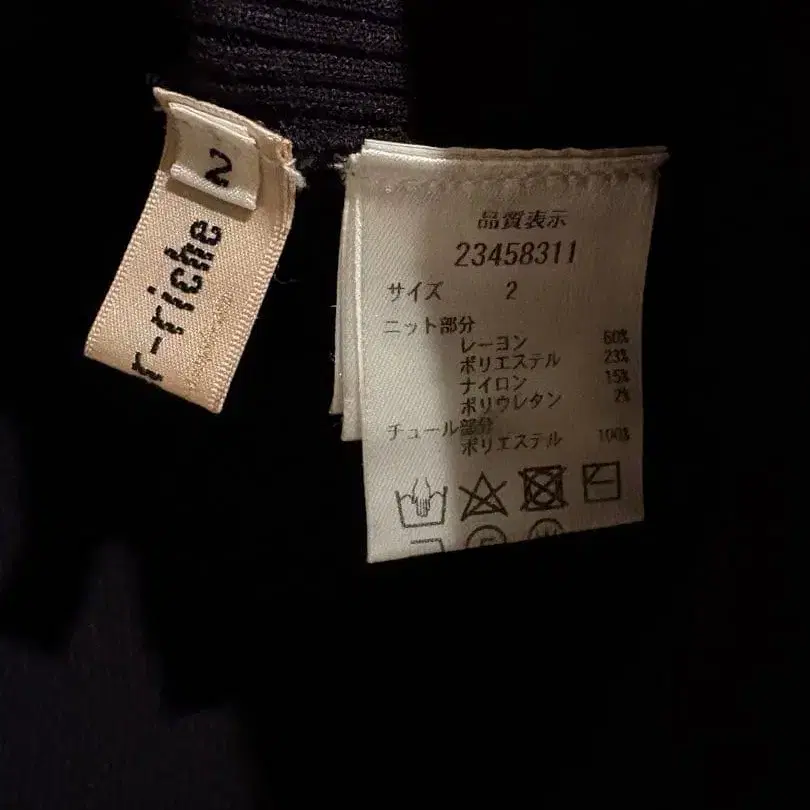 2
r-riche
品質表示
23458311
サイズ 2
ニット部分
レーヨン 60%
ポリエステル 23%
ナイロン 15%
ポリウレタン 2%
チュール部分
ポリエステル 100%